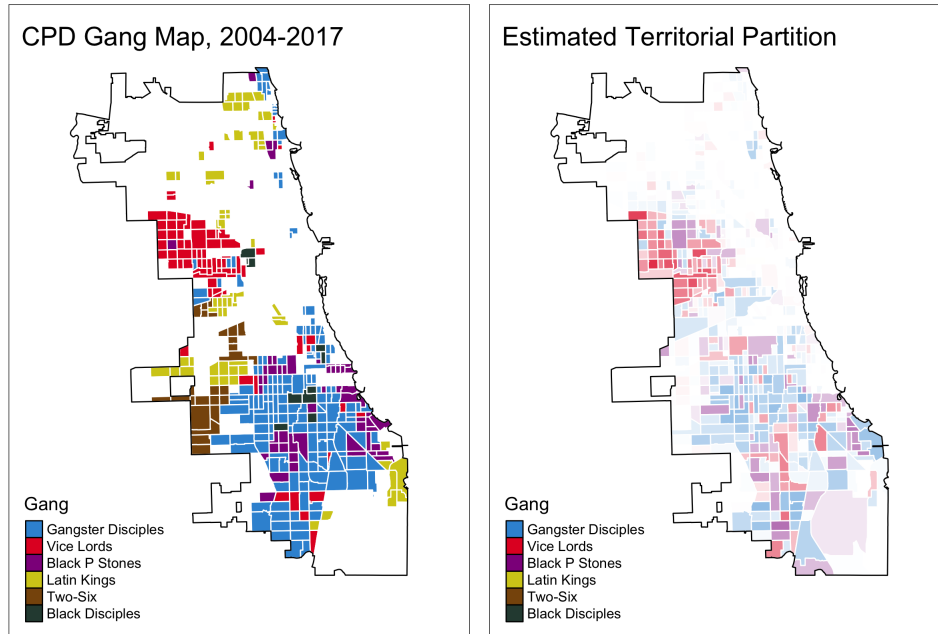 CPD Gang Map, 2004-2017
Gang
Gangster Disciples
Vice Lords
Black P Stones
Latin Kings
Two-Six
Black Disciples
Estimated Territorial Partition
Gang
Gangster Disciples
Vice Lords
Black P Stones
Latin Kings
Two-Six
Black Disciples